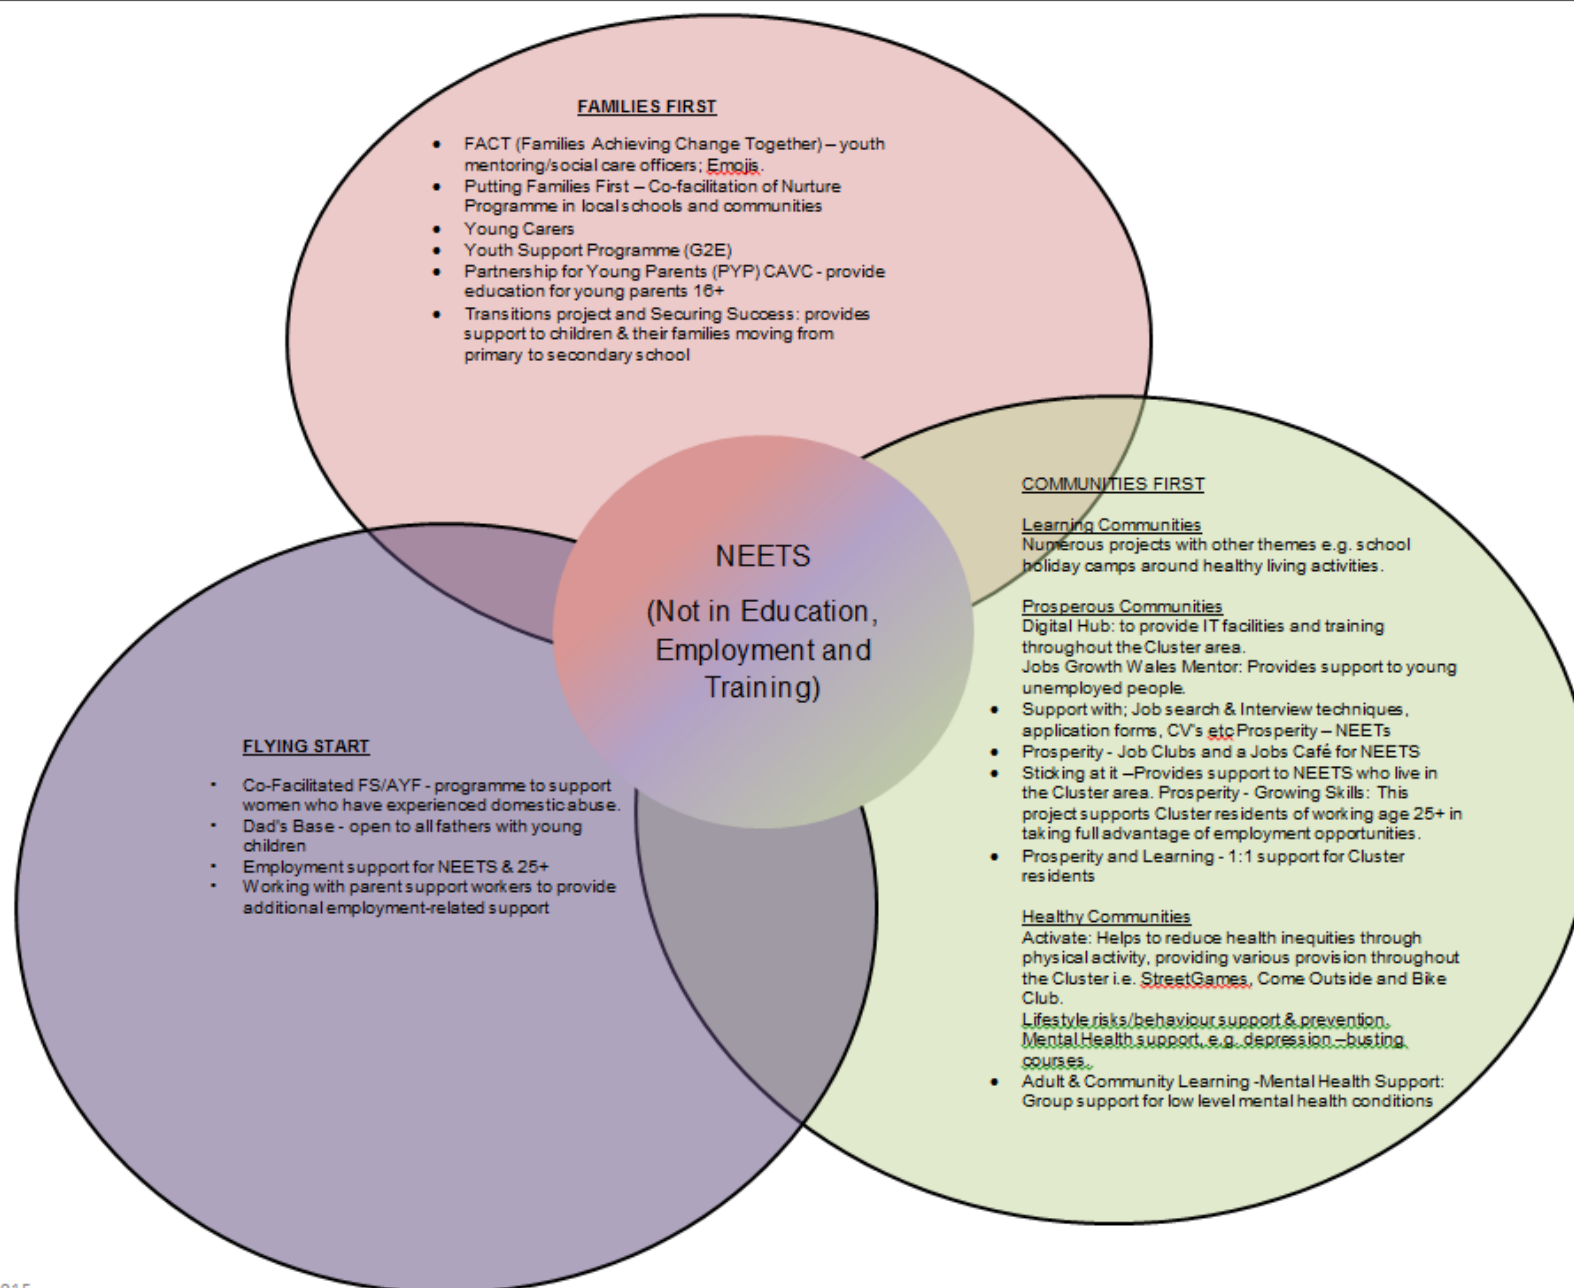 FAMILIES FIRST
• FACT (Families Achieving Change Together) – youth
mentoring/social care officers; Emojis.
• Putting Families First – Co-facilitation of Nurture
Programme in local schools and communities
• Young Carers
• Youth Support Programme (G2E)
• Partnership for Young Parents (PYP) CAVC - provide
education for young parents 16+
• Transitions project and Securing Success: provides
support to children & their families moving from
primary to secondary school
NEETS
(Not in Education,
Employment and
Training)
COMMUNITIES FIRST
Learning Communities
Numerous projects with other themes e.g. school
holiday camps around healthy living activities.
Prosperous Communities
Digital Hub: to provide IT facilities and training
throughout the Cluster area.
Jobs Growth Wales Mentor: Provides support to young
unemployed people.
• Support with; Job search & Interview techniques,
application forms, CV's etc Prosperity – NEETs
• Prosperity - Job Clubs and a Jobs Café for NEETS
• Sticking at it –Provides support to NEETS who live in
the Cluster area. Prosperity - Growing Skills: This
project supports Cluster residents of working age 25+ in
taking full advantage of employment opportunities.
• Prosperity and Learning - 1:1 support for Cluster
residents
Healthy Communities
Activate: Helps to reduce health inequities through
physical activity, providing various provision throughout
the Cluster i.e. StreetGames, Come Outside and Bike
Club.
Lifestyle risks/behaviour support & prevention.
Mental Health support, e.g. depression –busting
courses.
• Adult & Community Learning -Mental Health Support:
Group support for low level mental health conditions
FLYING START
• Co-Facilitated FS/AYF - programme to support
women who have experienced domestic abuse.
• Dad's Base - open to all fathers with young
children
• Employment support for NEETS & 25+
• Working with parent support workers to provide
additional employment-related support